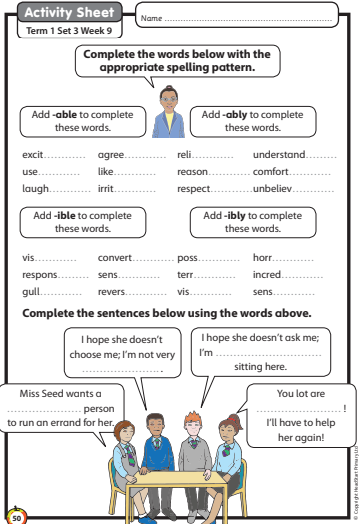 Activity Sheet
Name ..........................................................
Term 1 Set 3 Week 9
Complete the words below with the
appropriate spelling pattern.
Add -able to complete
these words.
Add -ably to complete
these words.
excit............ agree............ reli............ understand............
use............ like............ reason............ comfort............
laugh............ irrit............ respect............ unbeliev............
Add -ible to complete
these words.
Add -ibly to complete
these words.
vis............ convert............ poss............ horr............
respons............ sens............ terr............ incred............
gull............ revers............ vis............ sens............
Complete the sentences below using the words above.
I hope she doesn't
choose me; I'm not very
........................ .
I hope she doesn't ask me;
I'm ................................
sitting here.
Miss Seed wants a
........................ person
to run an errand for her.
You lot are
........................ !
I'll have to help
her again!
50
© Copyright HeadStart Primary Ltd